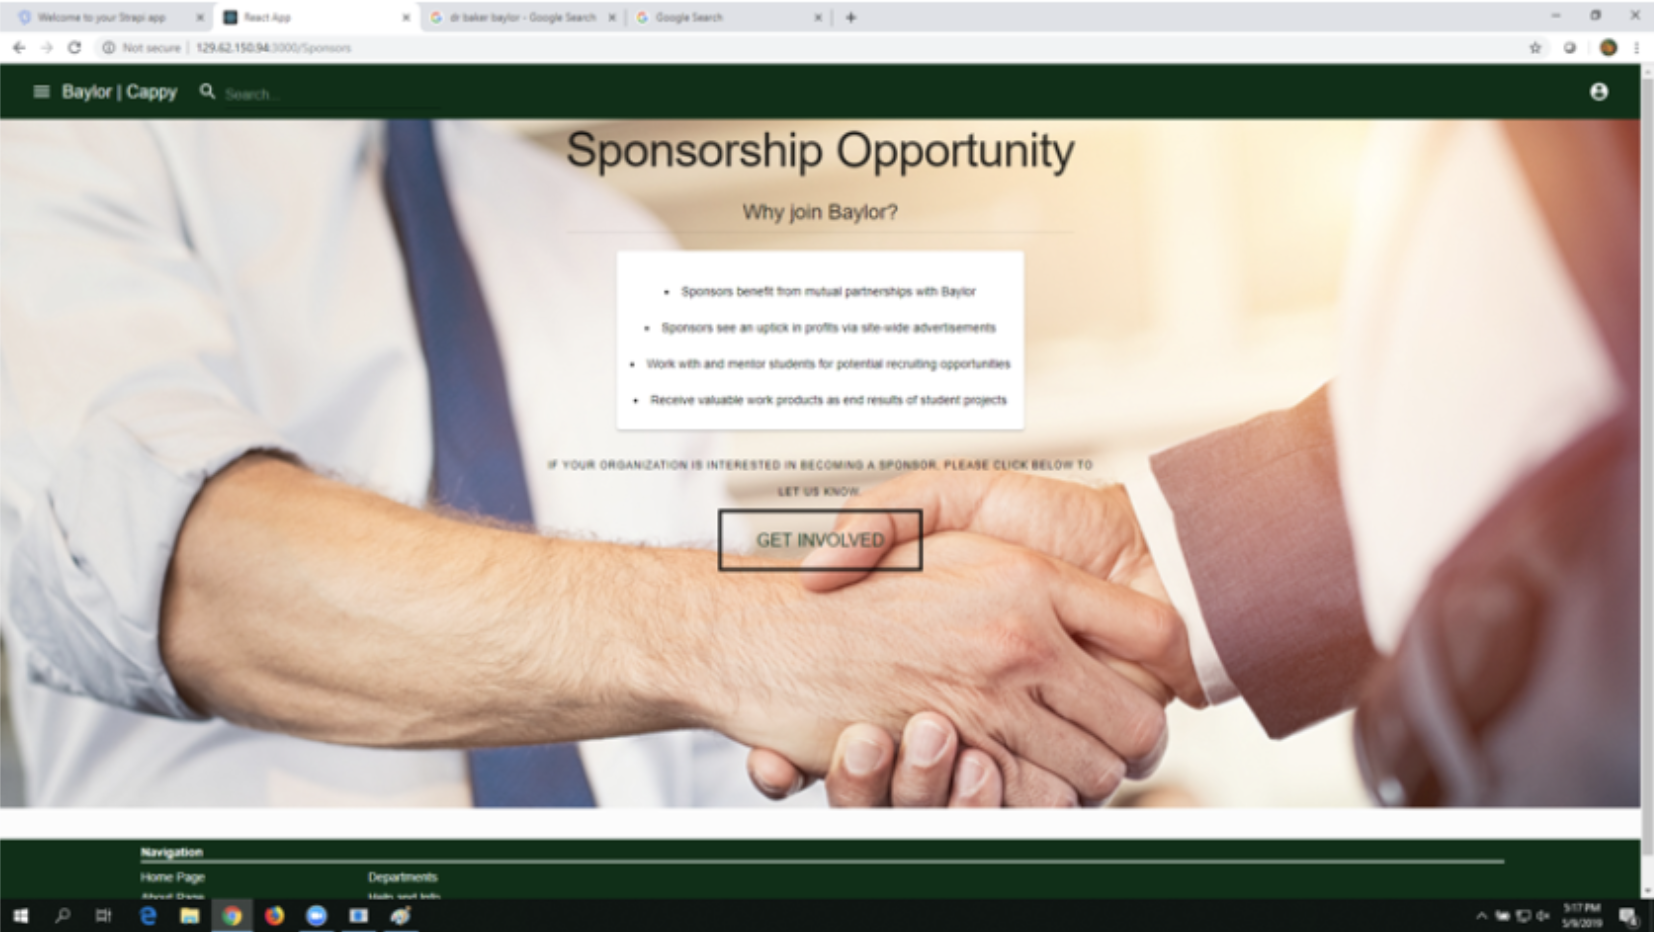 Welcome to your Strapi app
React App
dr baker baylor - Google Search
Google Search
Not secure
129.62.150.94:3000/Sponsors
Baylor | Cappy
Search...
Sponsorship Opportunity
Why join Baylor?
• Sponsors benefit from mutual partnerships with Baylor
• Sponsors see an uptick in profits via site-wide advertisements
• Work with and mentor students for potential recruiting opportunities
• Receive valuable work products as end results of student projects
IF YOUR ORGANIZATION IS INTERESTED IN BECOMING A SPONSOR, PLEASE CLICK BELOW TO
LET US KNOW.
GET INVOLVED
Navigation
Home Page
Departments
About Page
Help and Info
5:17 PM
5/9/2019